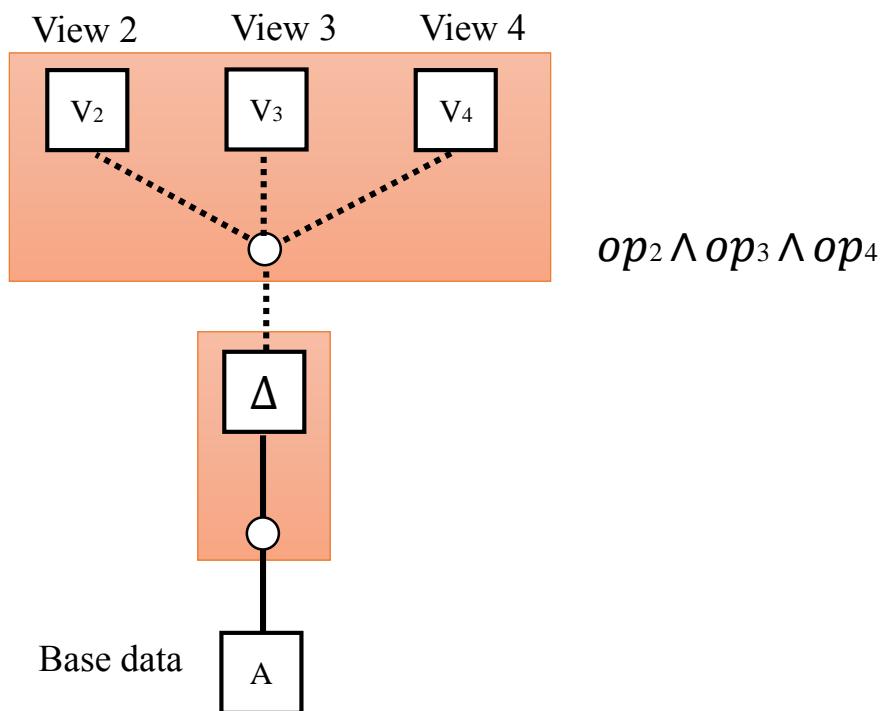 View 2 View 3 View 4
V2 V3 V4
op2 ∧ op3 ∧ op4
Δ
Base data
A